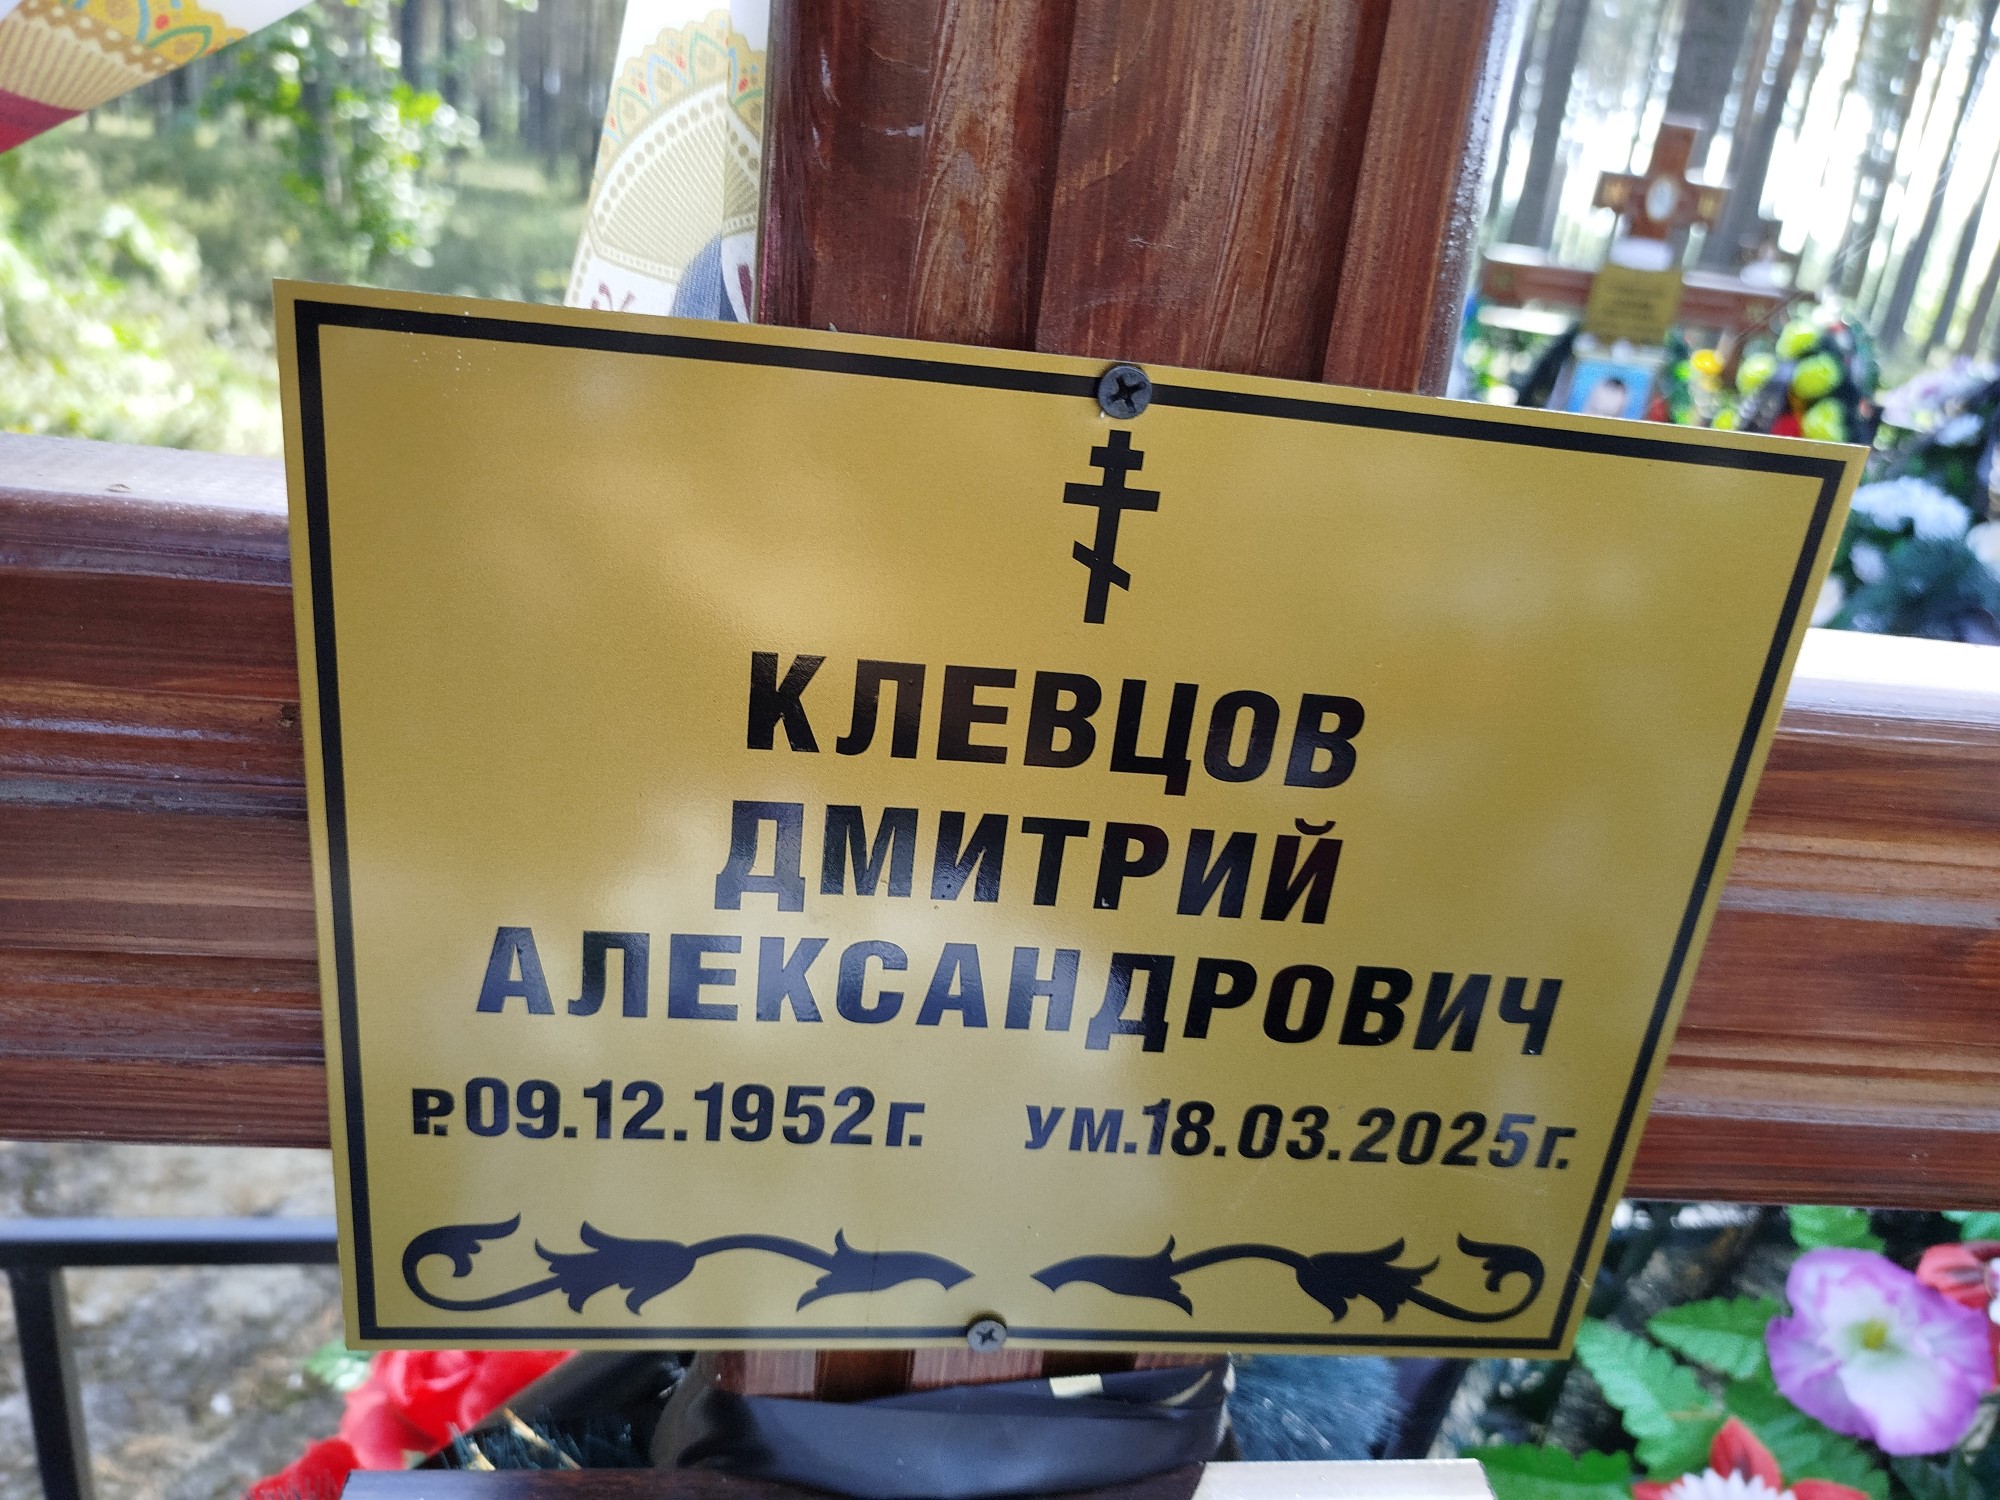 КЛЕВЦОВ
ДМИТРИЙ
АЛЕКСАНДРОВИЧ
Р.09.12.1952г. ум.18.03.2025г.